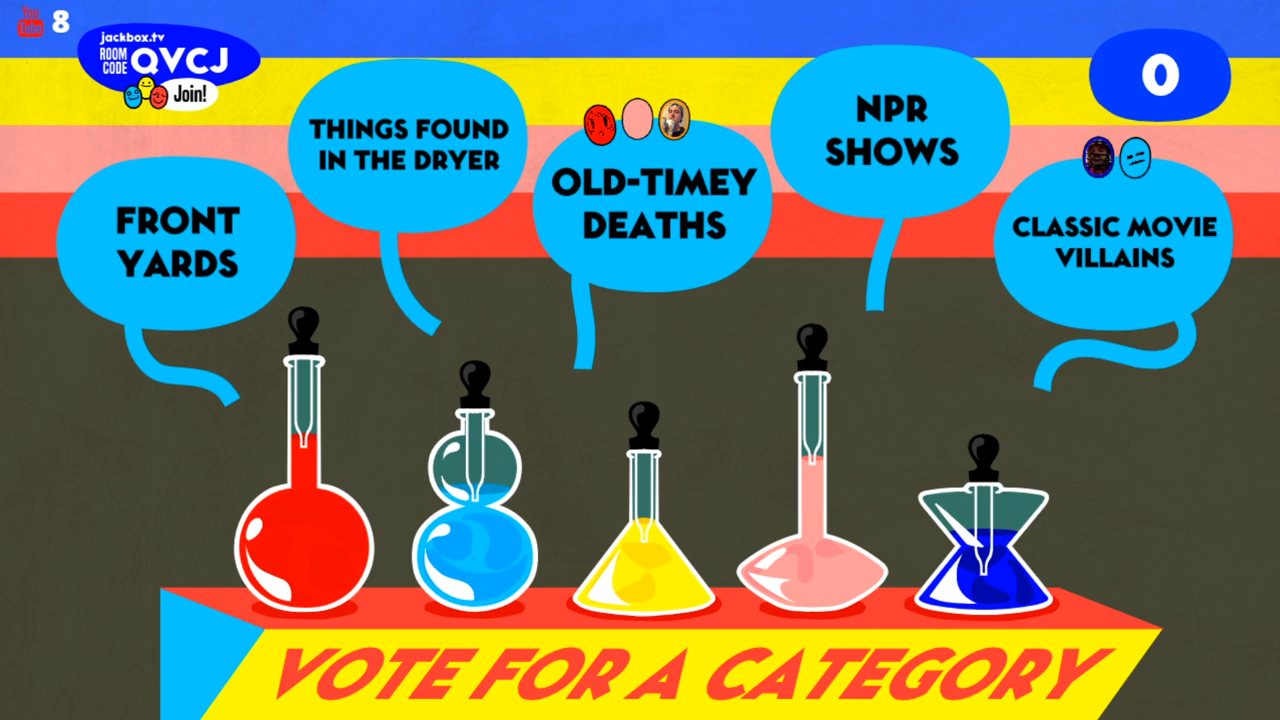 You
Tube
8
jackbox.tv
ROOM
CODE
QVCJ
Join!
FRONT
YARDS
THINGS FOUND
IN THE DRYER
OLD-TIMEY
DEATHS
NPR
SHOWS
CLASSIC MOVIE
VILLAINS
0
VOTE FOR A CATEGORY